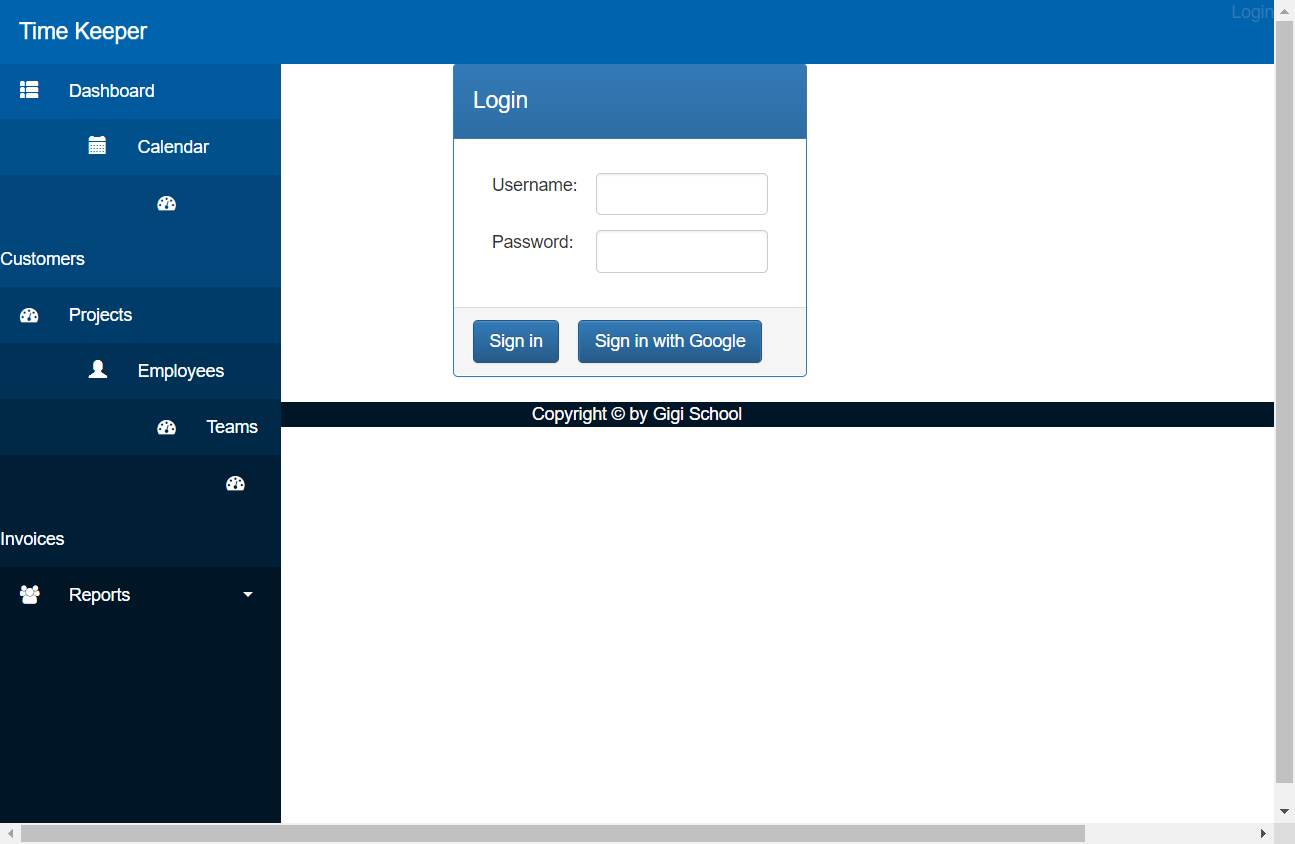 Time Keeper
Login
Dashboard
Calendar
Customers
Projects
Employees
Teams
Invoices
Reports
Login
Username:
Password:
Sign in
Sign in with Google
Copyright © by Gigi School